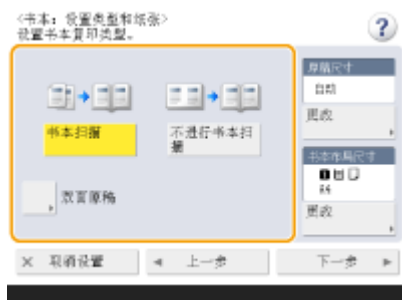 <书本：设置类型和纸张>
设置书本复印类型。
?
原稿尺寸
自动
更改
书本扫描
不进行书本扫
描
书本布局尺寸
1
A4
双面原稿
更改
× 取消设置
◄ 上一步
下一步 ►